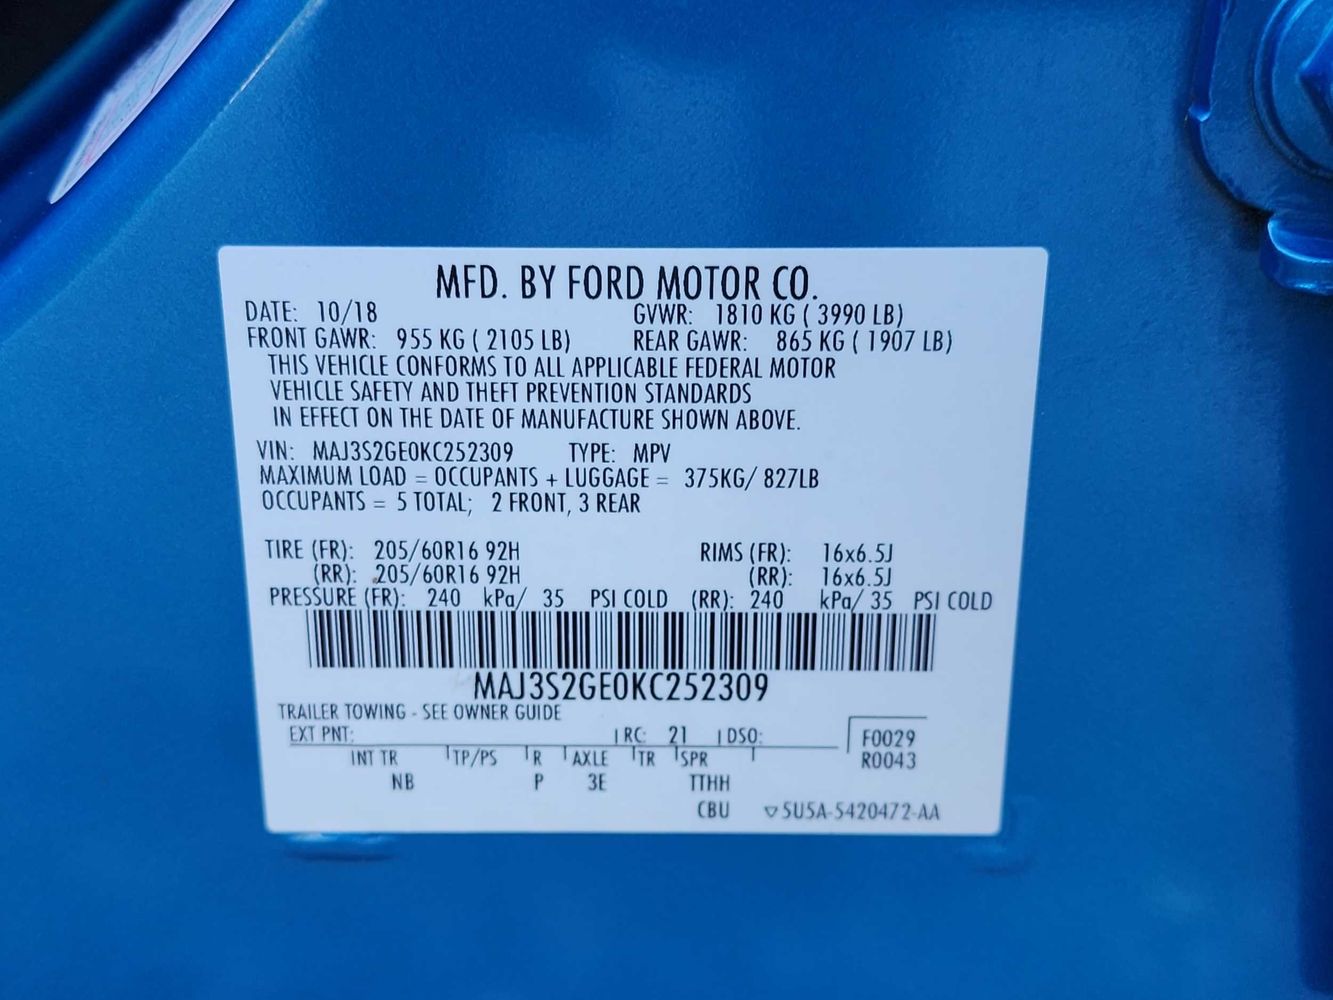 MFD. BY FORD MOTOR CO.
DATE: 10/18 GVWR: 1810 KG ( 3990 LB)
FRONT GAWR: 955 KG ( 2105 LB) REAR GAWR: 865 KG ( 1907 LB)
THIS VEHICLE CONFORMS TO ALL APPLICABLE FEDERAL MOTOR
VEHICLE SAFETY AND THEFT PREVENTION STANDARDS
IN EFFECT ON THE DATE OF MANUFACTURE SHOWN ABOVE.
VIN: MAJ3S2GE0KC252309 TYPE: MPV
MAXIMUM LOAD = OCCUPANTS + LUGGAGE = 375KG/ 827LB
OCCUPANTS = 5 TOTAL; 2 FRONT, 3 REAR
TIRE (FR): 205/60R16 92H RIMS (FR): 16x6.5J
(RR): 205/60R16 92H (RR): 16x6.5J
PRESSURE (FR): 240 kPa/ 35 PSI COLD (RR): 240 kPa/ 35 PSI COLD
MAJ3S2GE0KC252309
TRAILER TOWING - SEE OWNER GUIDE
EXT PNT: RC: 21 DSO: F0029
INT TR TP/PS R AXLE TR SPR R0043
NB P 3E TTHH
CBU ▽5U5A-5420472-AA